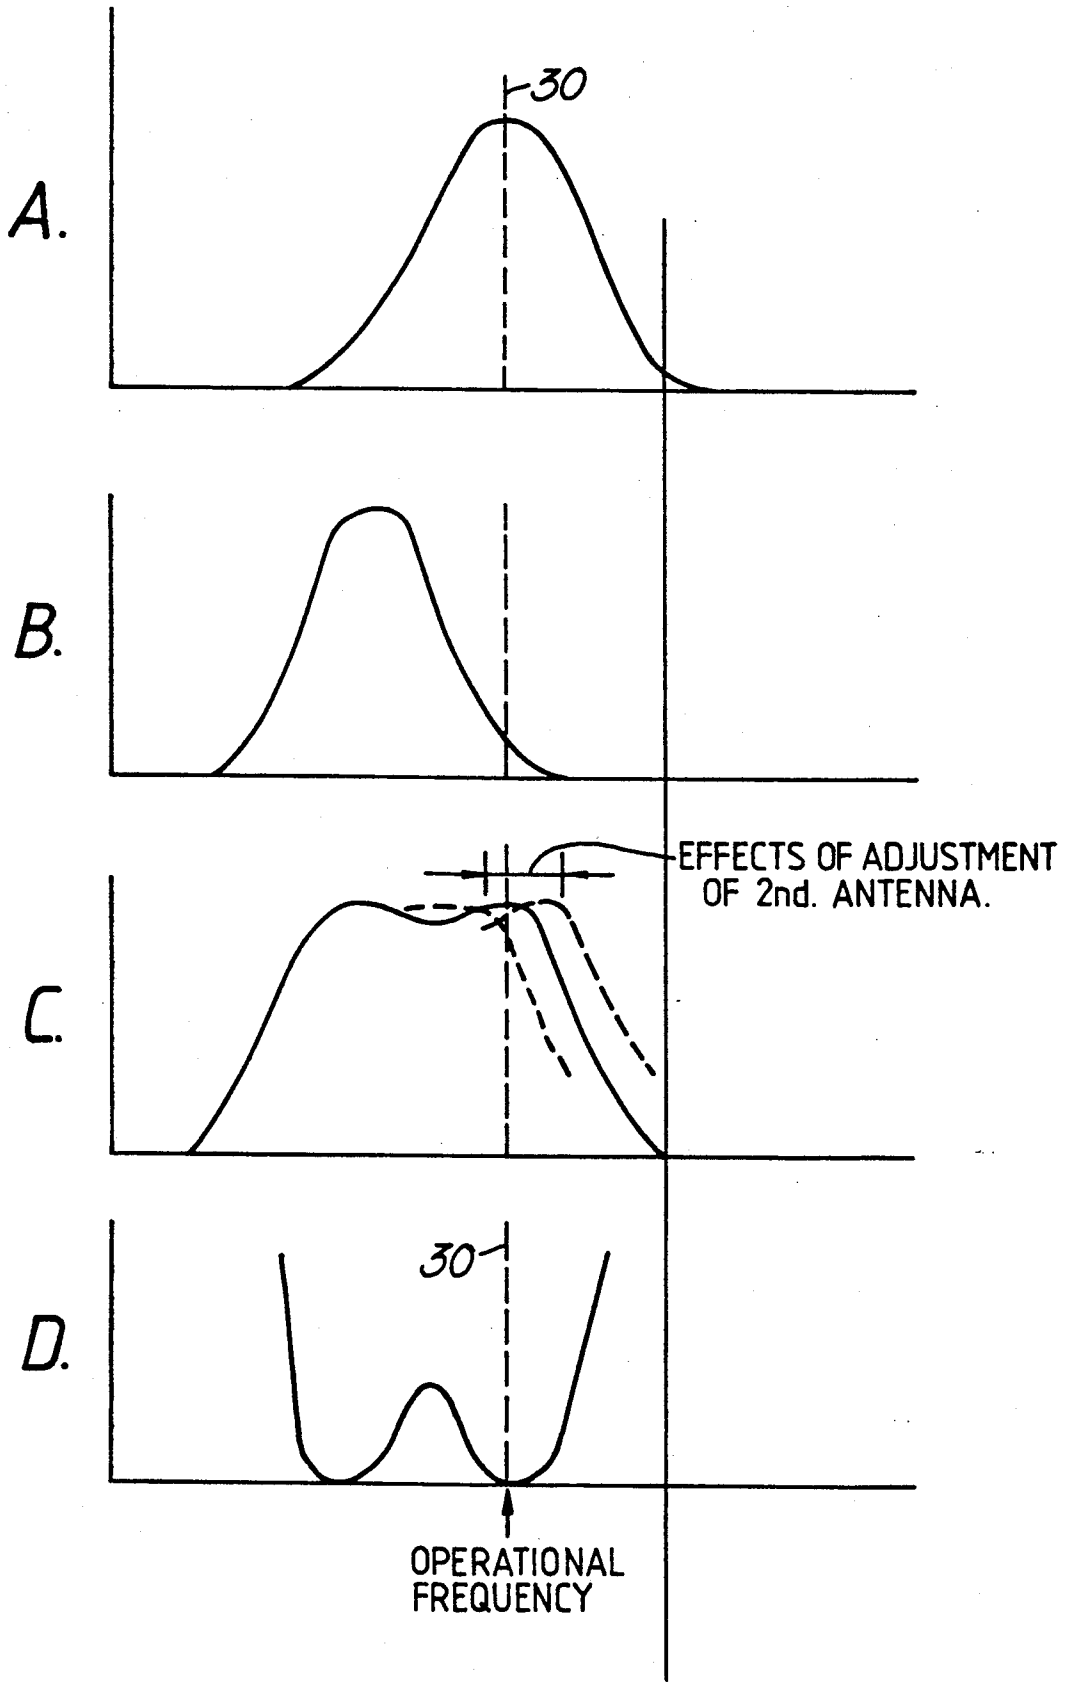 30
A.
B.
EFFECTS OF ADJUSTMENT
OF 2nd. ANTENNA.
C.
30
D.
OPERATIONAL
FREQUENCY